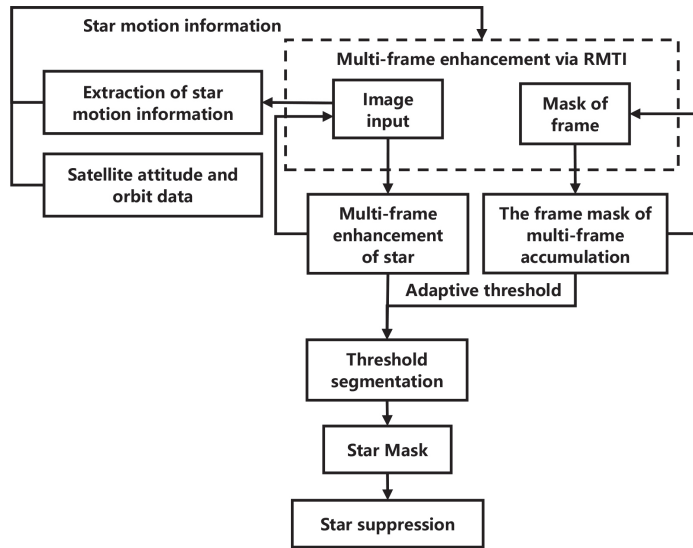 Star motion information
Multi-frame enhancement via RMTI
Extraction of star
motion information
Image
input
Mask of
frame
Satellite attitude and
orbit data
Multi-frame
enhancement
of star
The frame mask of
multi-frame
accumulation
Adaptive threshold
Threshold
segmentation
Star Mask
Star suppression